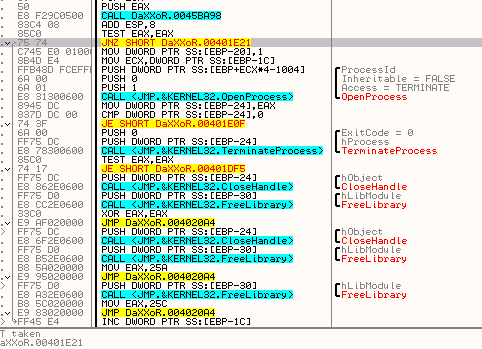 50 PUSH EAX
E8 F29C0500 CALL DaXXoR.0045BA98
83C4 08 ADD ESP,8
85C0 TEST EAX,EAX
75 74 JNZ SHORT DaXXoR.00401E21
C745 E0 01000 MOV DWORD PTR SS:[EBP-20],1
8B4D E4 MOV ECX,DWORD PTR SS:[EBP-1C]
FFB48D FCEFFF PUSH DWORD PTR SS:[EBP+ECX*4-1004] ProcessId
6A 00 PUSH 0 Inheritable = FALSE
6A 01 PUSH 1 Access = TERMINATE
E8 31300600 CALL <JMP.&KERNEL32.OpenProcess> OpenProcess
8945 DC MOV DWORD PTR SS:[EBP-24],EAX
837D DC 00 CMP DWORD PTR SS:[EBP-24],0
74 3F JE SHORT DaXXoR.00401E0F
6A 00 PUSH 0 ExitCode = 0
FF75 DC PUSH DWORD PTR SS:[EBP-24] hProcess
E8 78300600 CALL <JMP.&KERNEL32.TerminateProcess> TerminateProcess
85C0 TEST EAX,EAX
74 17 JE SHORT DaXXoR.00401DF5
FF75 DC PUSH DWORD PTR SS:[EBP-24] hObject
E8 862E0600 CALL <JMP.&KERNEL32.CloseHandle> CloseHandle
FF75 D0 PUSH DWORD PTR SS:[EBP-30] hLibModule
E8 CC2E0600 CALL <JMP.&KERNEL32.FreeLibrary> FreeLibrary
33C0 XOR EAX,EAX
E9 AF020000 JMP DaXXoR.004020A4
FF75 DC PUSH DWORD PTR SS:[EBP-24] hObject
E8 6F2E0600 CALL <JMP.&KERNEL32.CloseHandle> CloseHandle
FF75 D0 PUSH DWORD PTR SS:[EBP-30] hLibModule
E8 B52E0600 CALL <JMP.&KERNEL32.FreeLibrary> FreeLibrary
B8 5A020000 MOV EAX,25A
E9 95020000 JMP DaXXoR.004020A4
FF75 D0 PUSH DWORD PTR SS:[EBP-30] hLibModule
E8 A32E0600 CALL <JMP.&KERNEL32.FreeLibrary> FreeLibrary
B8 5C020000 MOV EAX,25C
E9 83020000 JMP DaXXoR.004020A4
FF45 E4 INC DWORD PTR SS:[EBP-1C]
T taken
aXXoR.00401E21